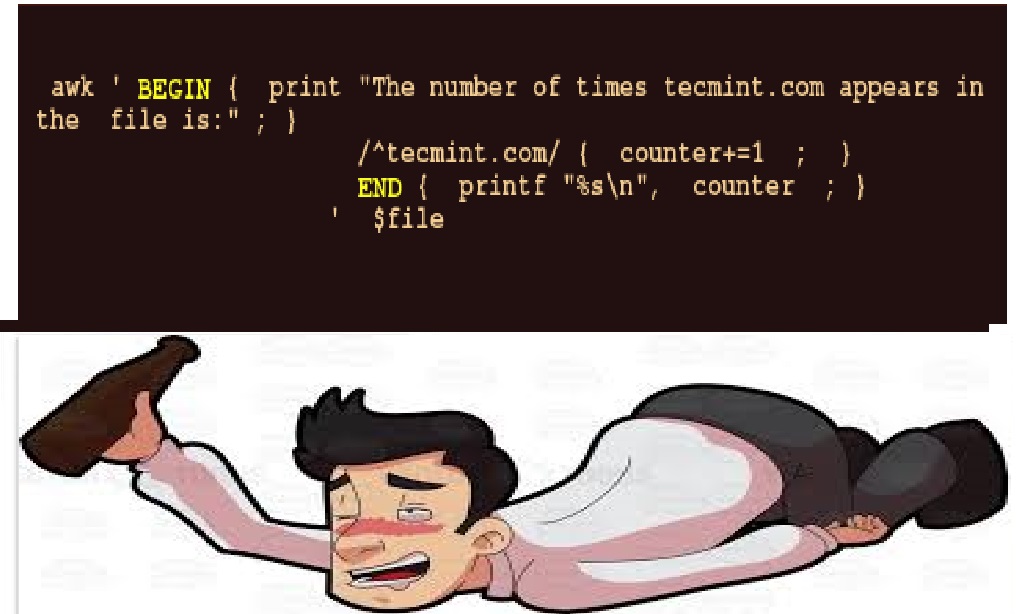 awk ' BEGIN {  print "The number of times tecmint.com appears in
the  file is:" ; }
/^tecmint.com/ {  counter+=1  ;  }
END {  printf "%s\n",  counter  ; }
'  $file